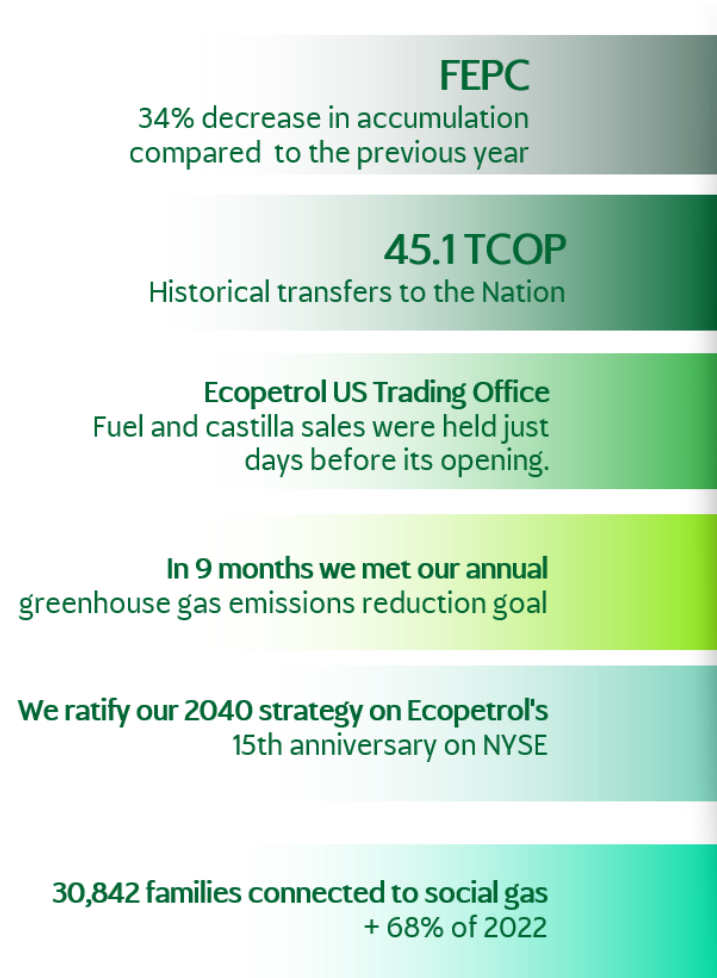 FEPC
34% decrease in accumulation
compared to the previous year
45.1 TCOP
Historical transfers to the Nation
Ecopetrol US Trading Office
Fuel and castilla sales were held just
days before its opening.
In 9 months we met our annual
greenhouse gas emissions reduction goal
We ratify our 2040 strategy on Ecopetrol's
15th anniversary on NYSE
30,842 families connected to social gas
+ 68% of 2022